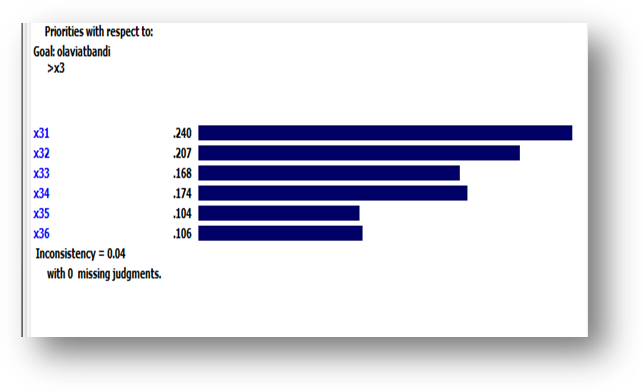 Priorities with respect to:
Goal: olaviatbandi
>x3
x31 .240
x32 .207
x33 .168
x34 .174
x35 .104
x36 .106
Inconsistency = 0.04
with 0 missing judgments.